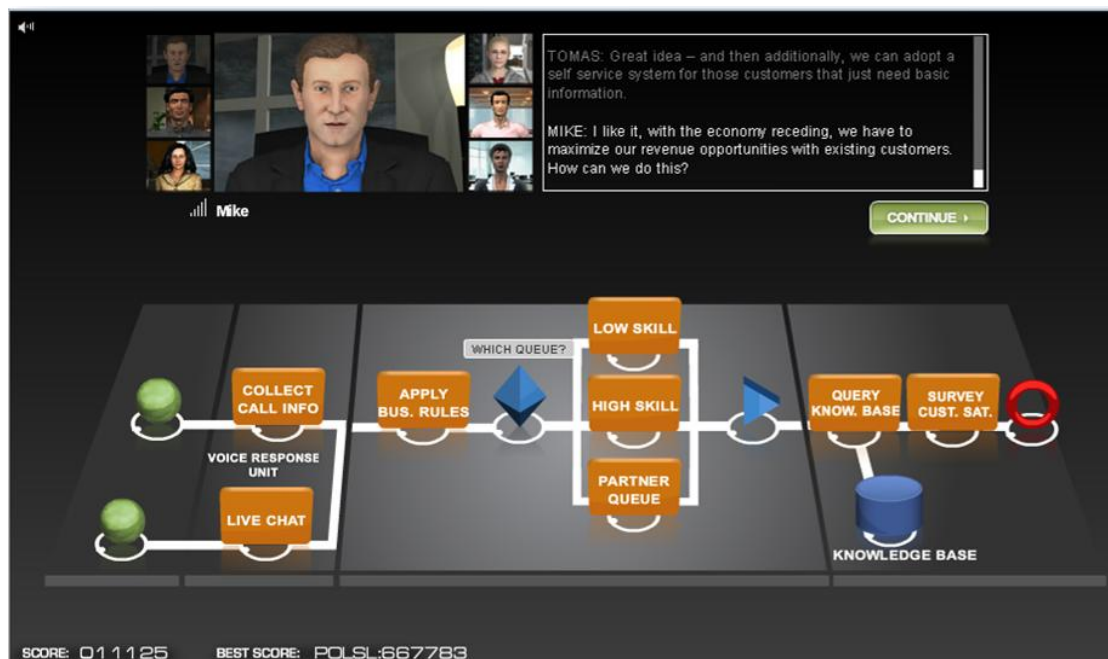 TOMAS: Great idea – and then additionally, we can adopt a
self service system for those customers that just need basic
information.
MIKE: I like it, with the economy receding, we have to
maximize our revenue opportunities with existing customers.
How can we do this?
Mike
CONTINUE
LOW SKILL
WHICH QUEUE?
COLLECT
CALL INFO
APPLY
BUS. RULES
HIGH SKILL
QUERY
KNOW. BASE
SURVEY
CUST. SAT.
VOICE RESPONSE
UNIT
PARTNER
QUEUE
LIVE CHAT
KNOWLEDGE BASE
SCORE: 011125
BEST SCORE: POLSL:667783